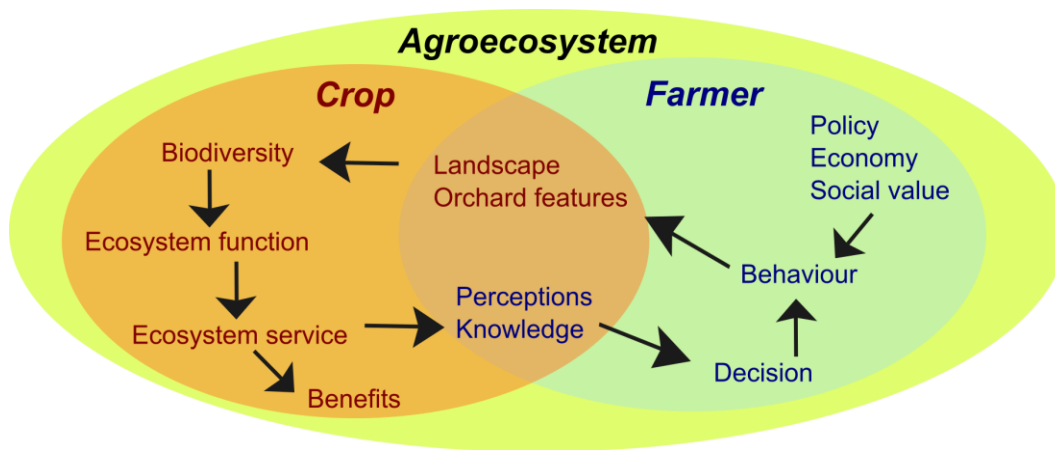 Agroecosystem
Crop
Farmer
Biodiversity
Ecosystem function
Ecosystem service
Benefits
Landscape
Orchard features
Perceptions
Knowledge
Policy
Economy
Social value
Behaviour
Decision